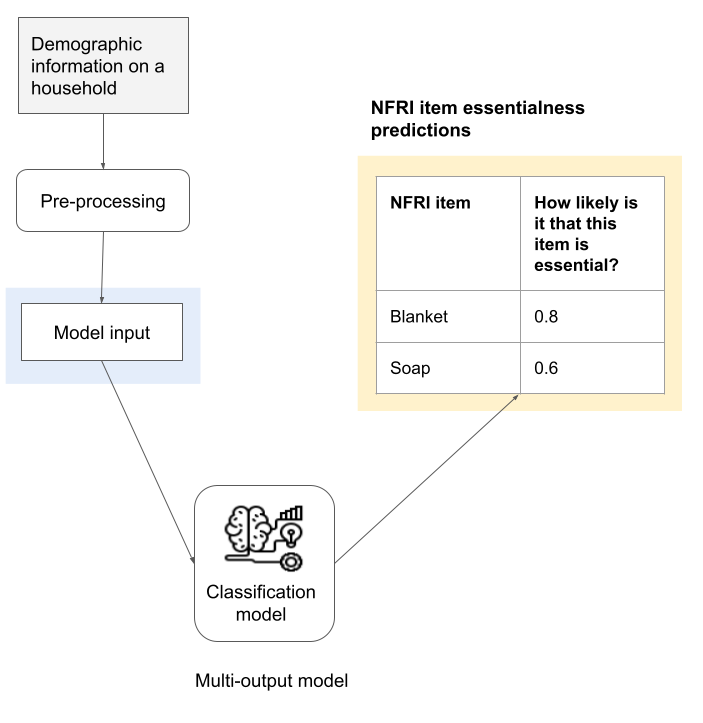 Demographic
information on a
household
Pre-processing
Model input
Classification
model
Multi-output model
NFRI item essentialness
predictions
NFRI item
How likely is
it that this
item is
essential?
Blanket
0.8
Soap
0.6